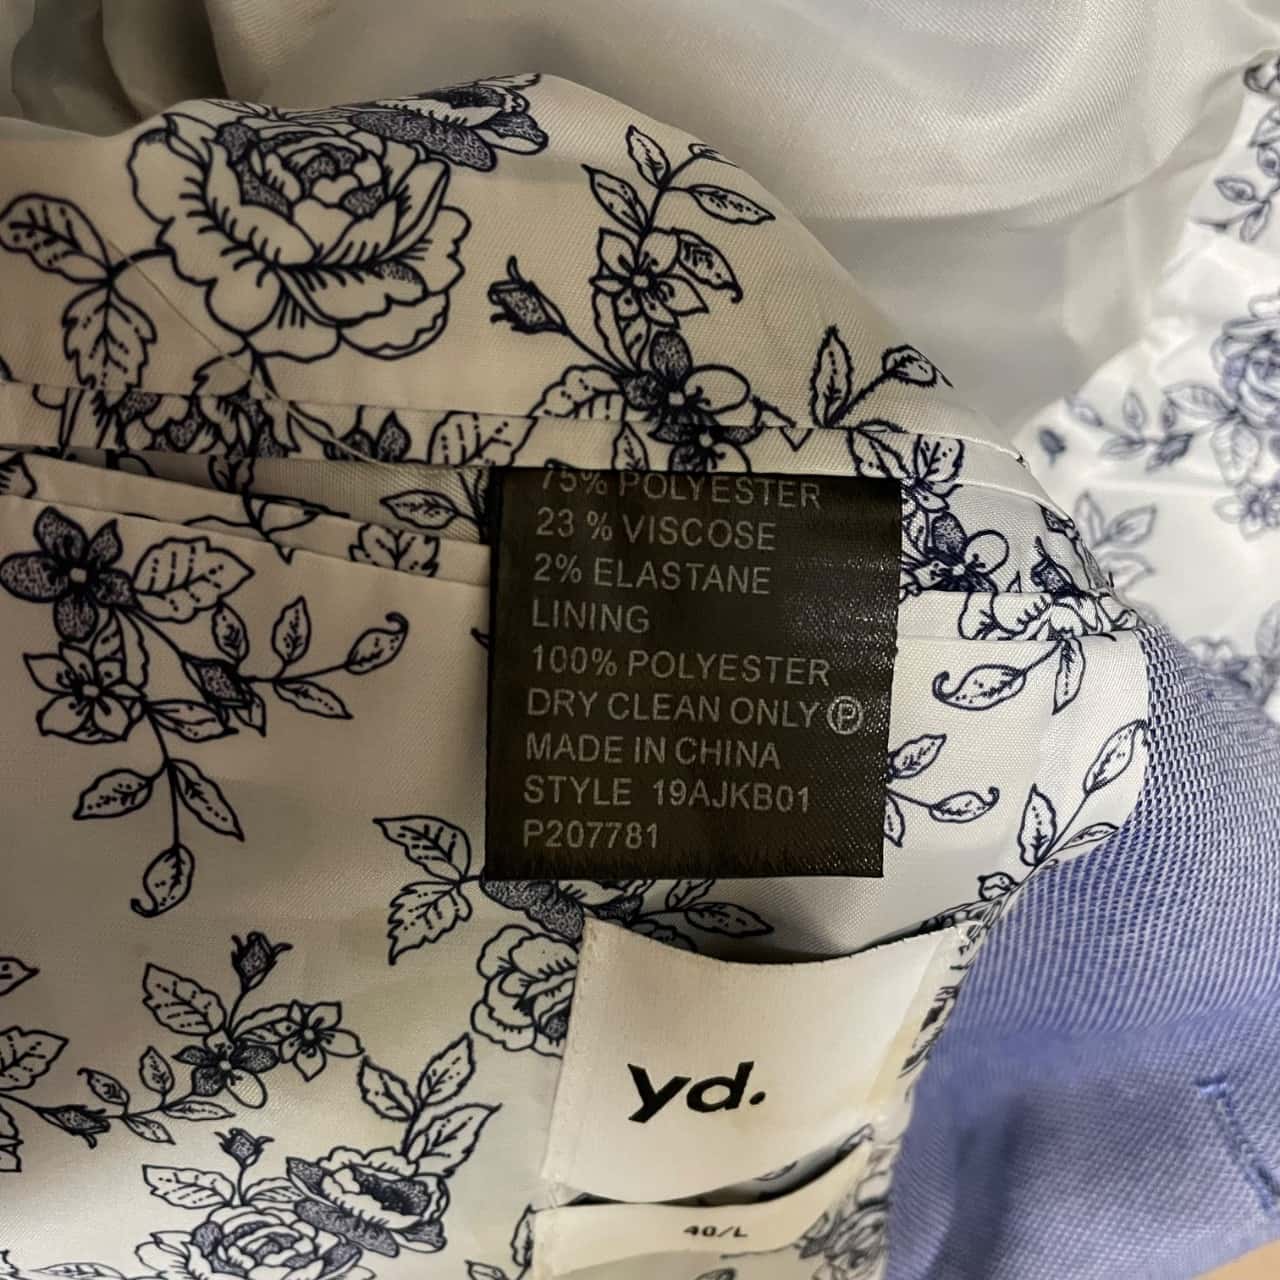 75% POLYESTER
23 % VISCOSE
2% ELASTANE
LINING
100% POLYESTER
DRY CLEAN ONLY Ⓟ
MADE IN CHINA
STYLE 19AJKB01
P207781
yd.
40/L